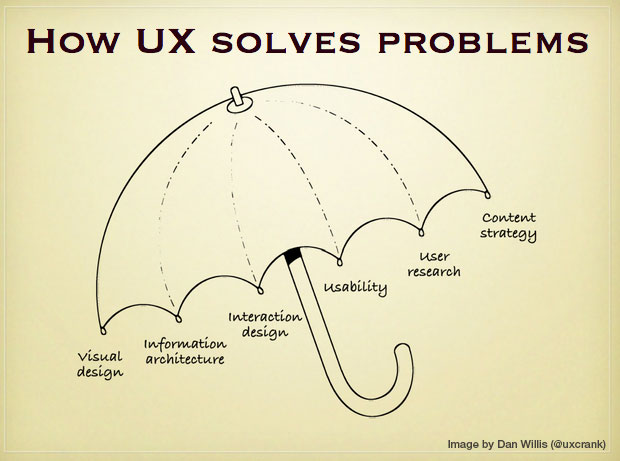 How UX solves problems
Visual
design
Information
architecture
Interaction
design
Usability
User
research
Content
strategy
Image by Dan Willis (@uxcrank)